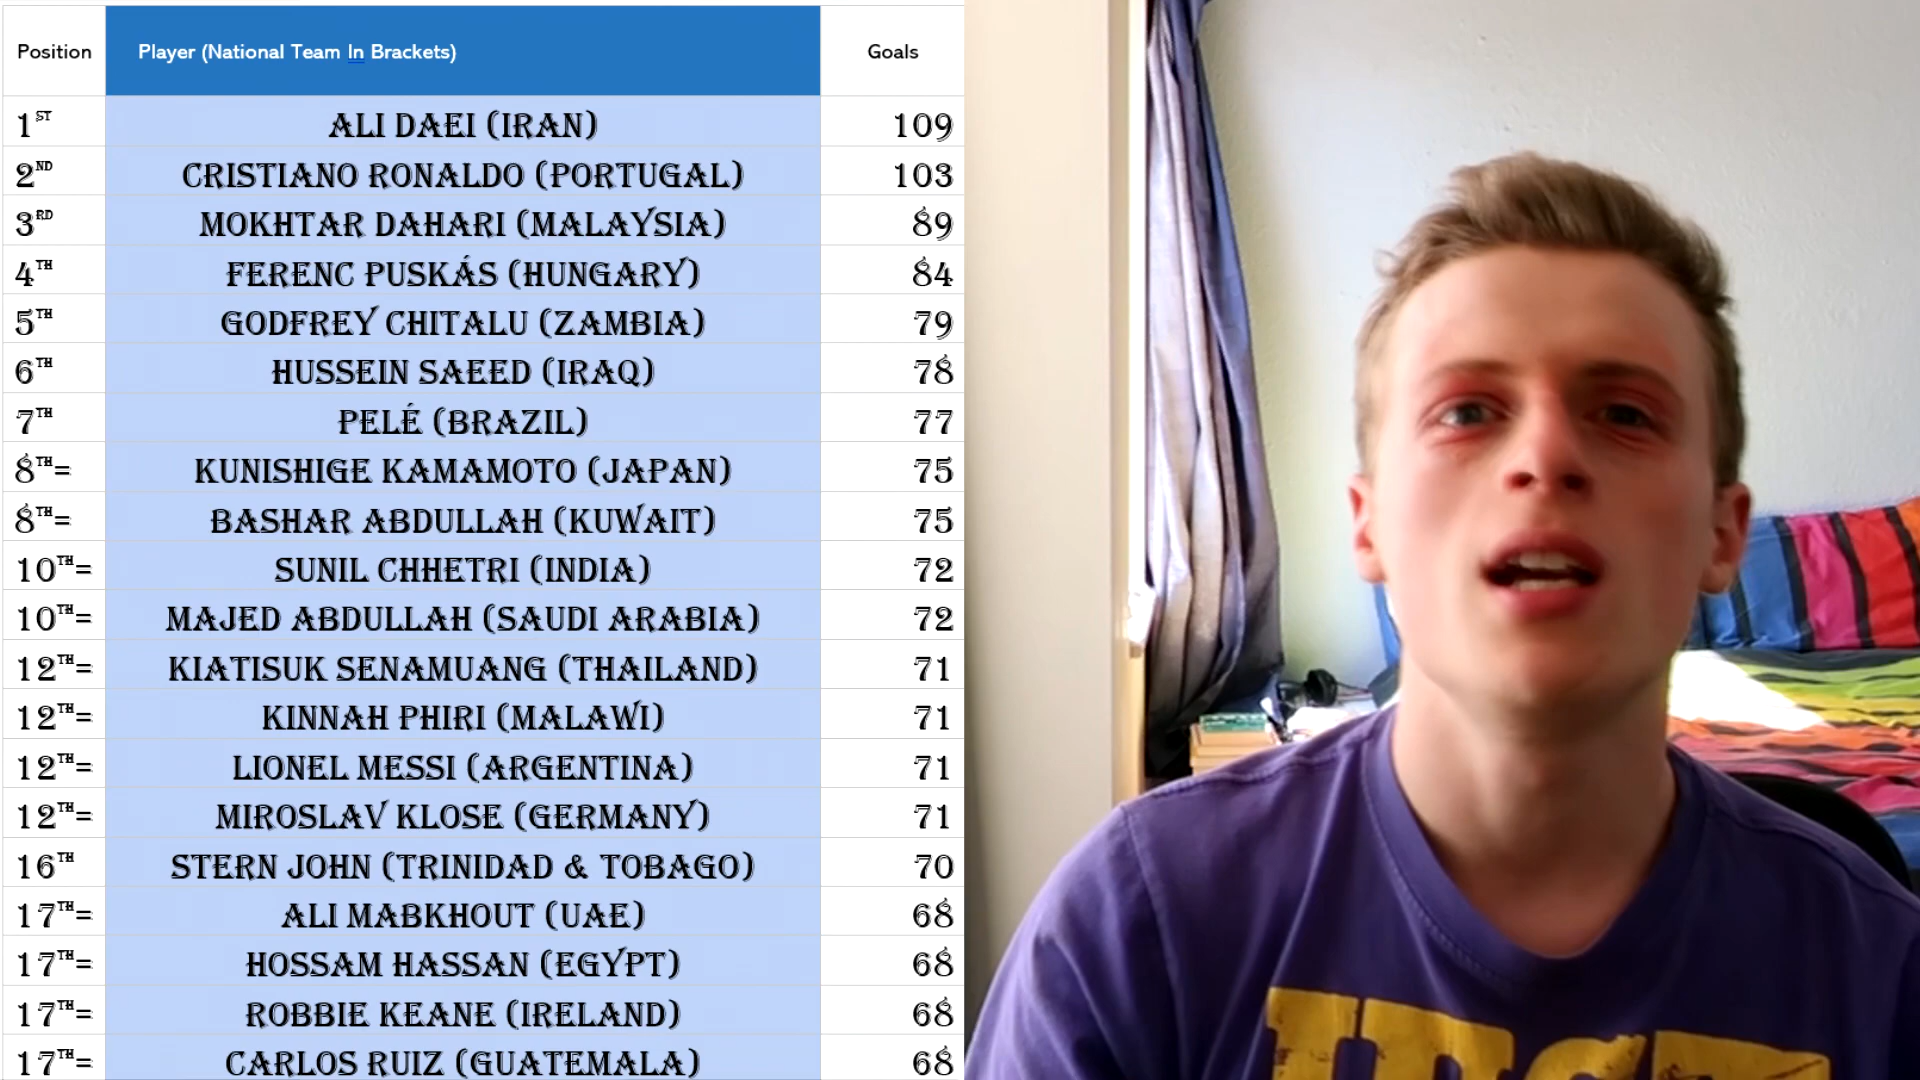 Position Player (National Team In Brackets) Goals
1ST ALI DAEI (IRAN) 109
2ND CRISTIANO RONALDO (PORTUGAL) 103
3RD MOKHTAR DAHARI (MALAYSIA) 89
4TH FERENC PUSKÁS (HUNGARY) 84
5TH GODFREY CHITALU (ZAMBIA) 79
6TH HUSSEIN SAEED (IRAQ) 78
7TH PELÉ (BRAZIL) 77
8TH= KUNISHIGE KAMAMOTO (JAPAN) 75
8TH= BASHAR ABDULLAH (KUWAIT) 75
10TH= SUNIL CHHETRI (INDIA) 72
10TH= MAJED ABDULLAH (SAUDI ARABIA) 72
12TH= KIATISUK SENAMUANG (THAILAND) 71
12TH= KINNAH PHIRI (MALAWI) 71
12TH= LIONEL MESSI (ARGENTINA) 71
12TH= MIROSLAV KLOSE (GERMANY) 71
16TH STERN JOHN (TRINIDAD & TOBAGO) 70
17TH= ALI MABKHOUT (UAE) 68
17TH= HOSSAM HASSAN (EGYPT) 68
17TH= ROBBIE KEANE (IRELAND) 68
17TH= CARLOS RUIZ (GUATEMALA) 68